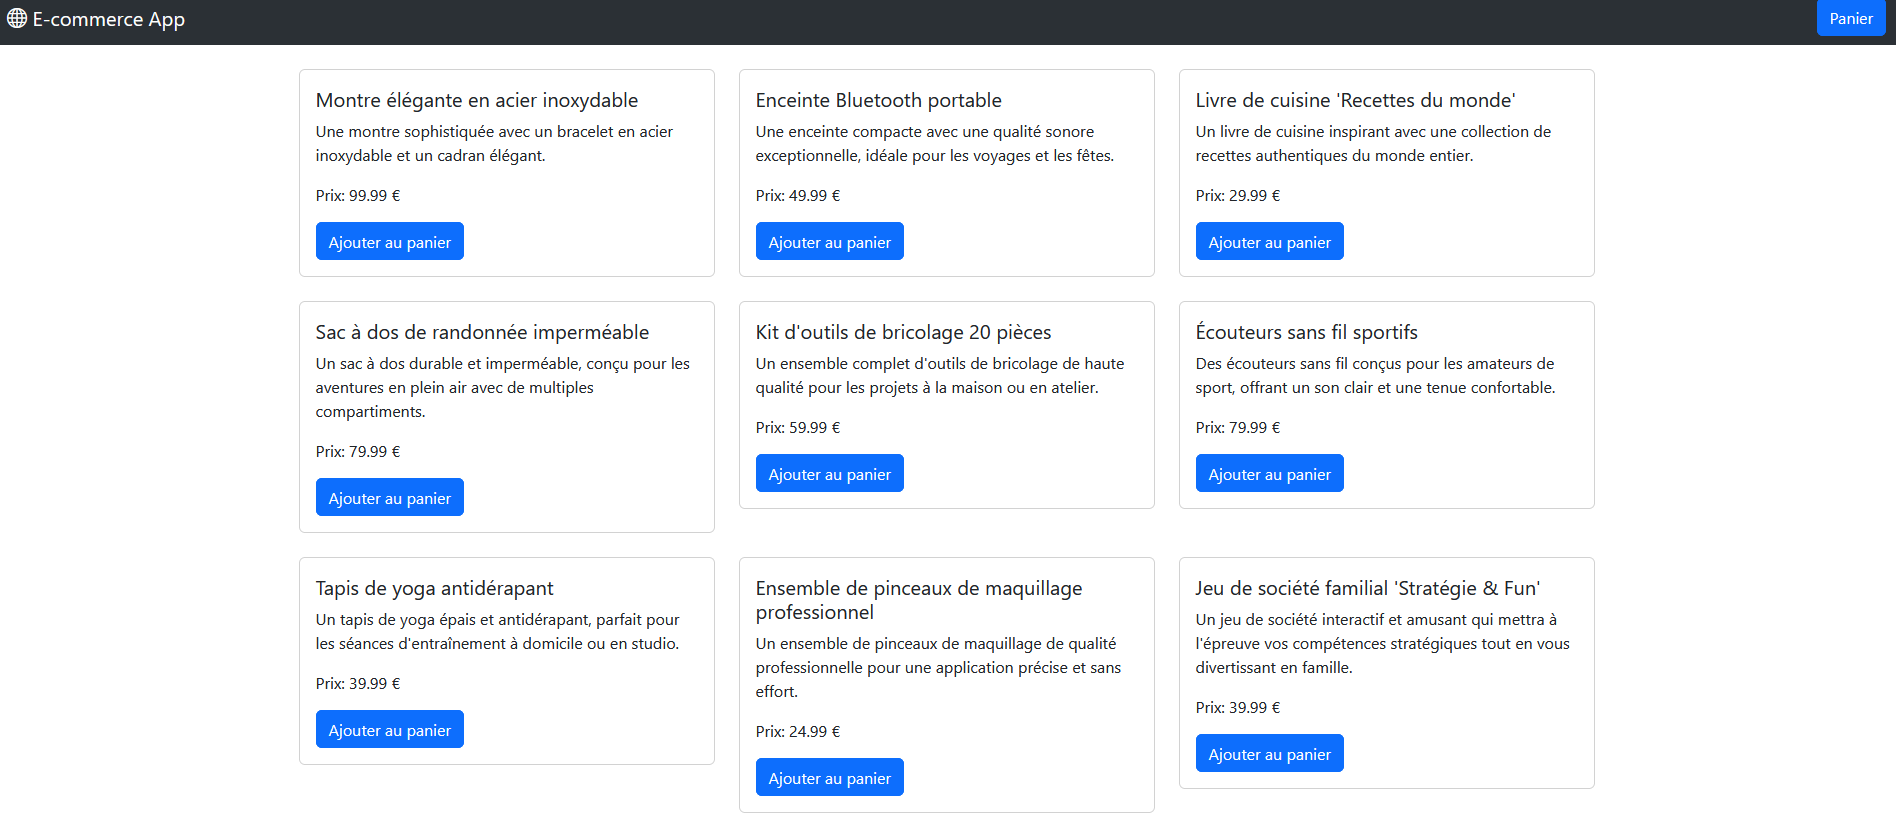 E-commerce App
Panier
Montre élégante en acier inoxydable
Une montre sophistiquée avec un bracelet en acier
inoxydable et un cadran élégant.
Prix: 99.99 €
Ajouter au panier
Enceinte Bluetooth portable
Une enceinte compacte avec une qualité sonore
exceptionnelle, idéale pour les voyages et les fêtes.
Prix: 49.99 €
Ajouter au panier
Livre de cuisine 'Recettes du monde'
Un livre de cuisine inspirant avec une collection de
recettes authentiques du monde entier.
Prix: 29.99 €
Ajouter au panier
Sac à dos de randonnée imperméable
Un sac à dos durable et imperméable, conçu pour les
aventures en plein air avec de multiples
compartiments.
Prix: 79.99 €
Ajouter au panier
Kit d'outils de bricolage 20 pièces
Un ensemble complet d'outils de bricolage de haute
qualité pour les projets à la maison ou en atelier.
Prix: 59.99 €
Ajouter au panier
Écouteurs sans fil sportifs
Des écouteurs sans fil conçus pour les amateurs de
sport, offrant un son clair et une tenue confortable.
Prix: 79.99 €
Ajouter au panier
Tapis de yoga antidérapant
Un tapis de yoga épais et antidérapant, parfait pour
les séances d'entraînement à domicile ou en studio.
Prix: 39.99 €
Ajouter au panier
Ensemble de pinceaux de maquillage
professionnel
Un ensemble de pinceaux de maquillage de qualité
professionnelle pour une application précise et sans
effort.
Prix: 24.99 €
Ajouter au panier
Jeu de société familial 'Stratégie & Fun'
Un jeu de société interactif et amusant qui mettra à
l'épreuve vos compétences stratégiques tout en vous
divertissant en famille.
Prix: 39.99 €
Ajouter au panier